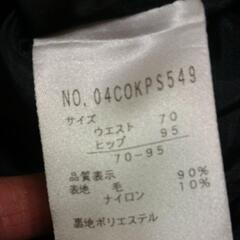 NO. 04COKPS549
サイズ
ウエスト 70
ヒップ 95
70-95
品質表示 90%
表地 毛 10%
ナイロン
裏地ポリエステル